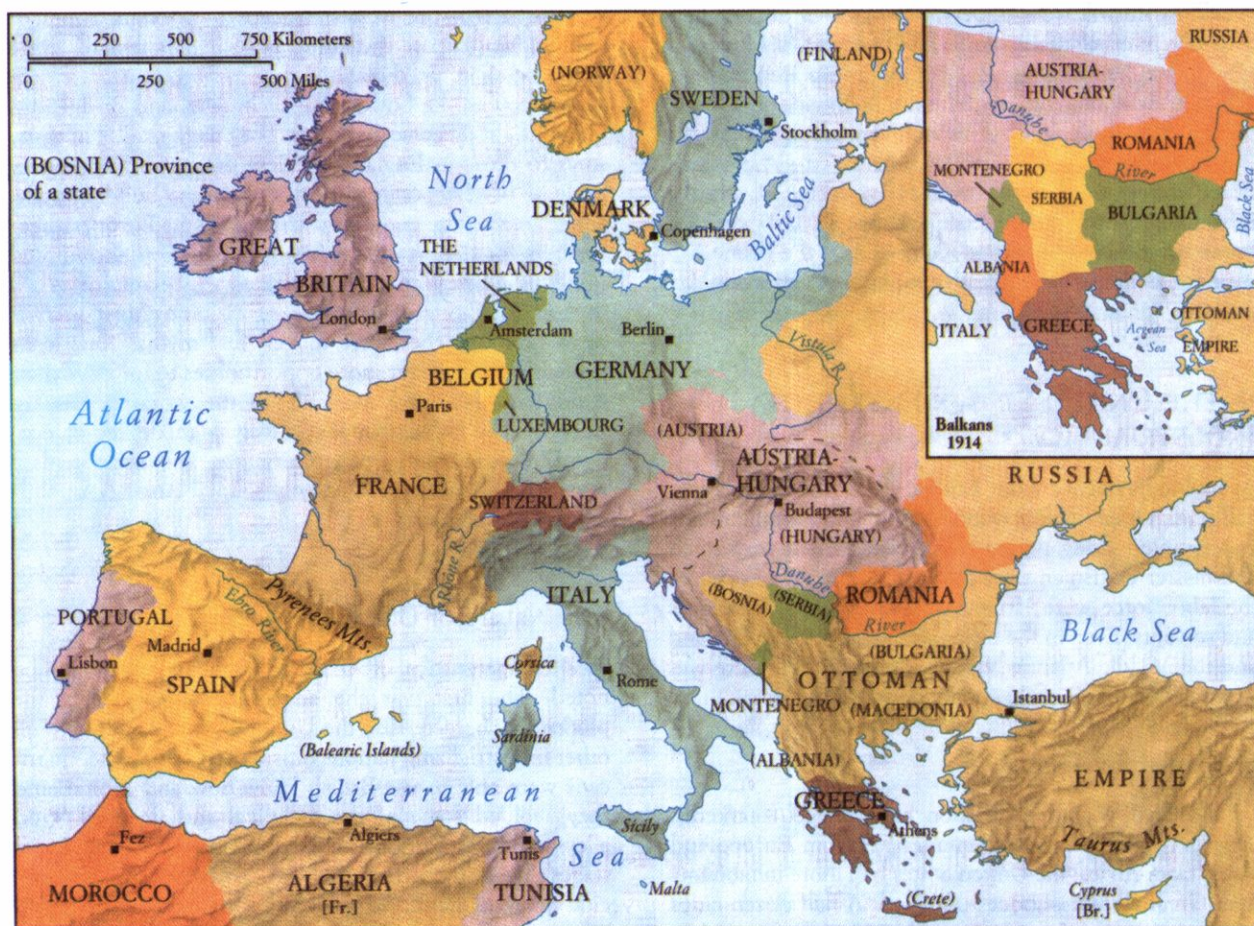 0 250 500 750 Kilometers
0 250 500 Miles
(BOSNIA) Province
of a state
(NORWAY)
SWEDEN
(FINLAND)
Stockholm
North
Sea
DENMARK
Copenhagen
Baltic Sea
THE
NETHERLANDS
GREAT
BRITAIN
London
Amsterdam
Berlin
GERMANY
Vistula R.
BELGIUM
Paris
LUXEMBOURG
Atlantic
Ocean
(AUSTRIA)
AUSTRIA-
HUNGARY
FRANCE
SWITZERLAND
Vienna
Budapest
(HUNGARY)
RUSSIA
Rhone R.
ITALY
Danube
River
(BOSNIA)
(SERBIA)
ROMANIA
PORTUGAL
Ebro River
Pyrenees Mts.
Madrid
Lisbon
SPAIN
Corsica
Rome
(BULGARIA)
Black Sea
OTTOMAN
EMPIRE
MONTENEGRO
(MACEDONIA)
Istanbul
(Balearic Islands)
Sardinia
(ALBANIA)
Mediterranean
Sea
GREECE
Athens
Taurus Mts.
Sicily
Fez
Algiers
Tunis
MOROCCO
ALGERIA
[Fr.]
TUNISIA
Malta
(Crete)
Cyprus
[Br.]
RUSSIA
AUSTRIA-
HUNGARY
Danube
River
ROMANIA
MONTENEGRO
SERBIA
BULGARIA
Black Sea
ALBANIA
ITALY
GREECE
Aegean
Sea
OTTOMAN
EMPIRE
Balkans
1914